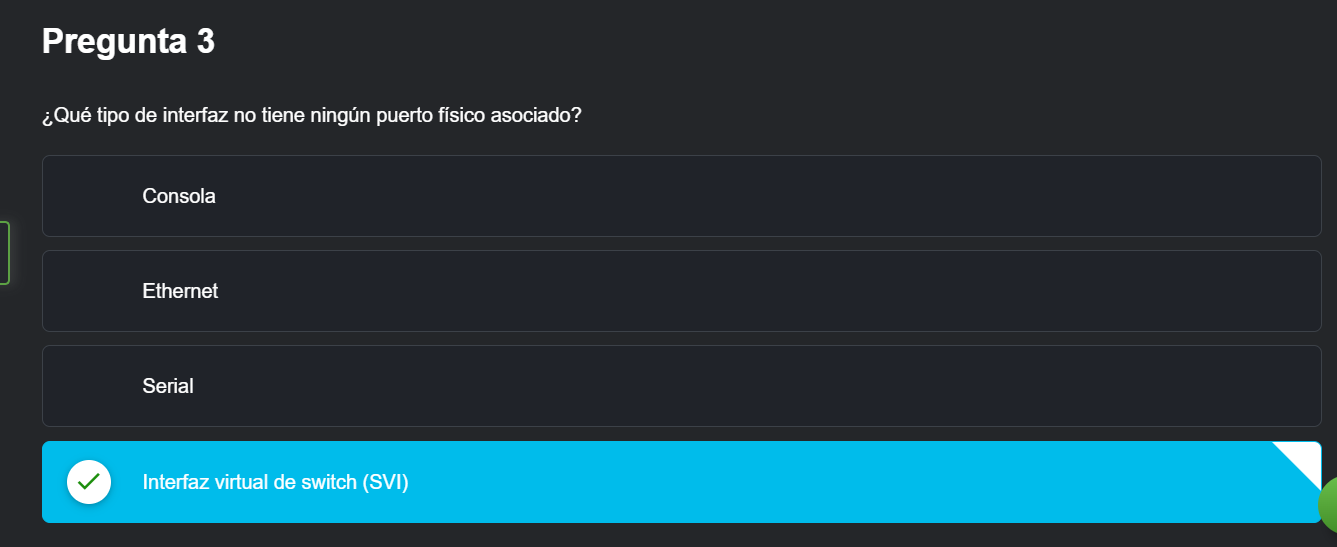 Pregunta 3
¿Qué tipo de interfaz no tiene ningún puerto físico asociado?
Consola
Ethernet
Serial
Interfaz virtual de switch (SVI)